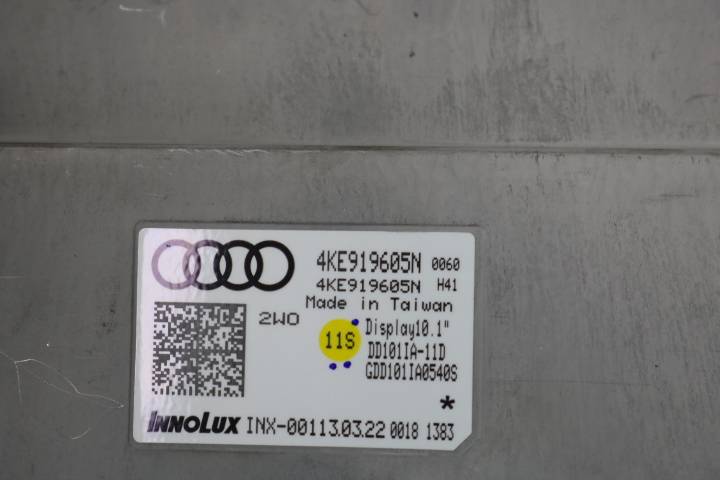 4KE919605N 0060
4KE919605N H41
Made in Taiwan
2WO
11S
Display10.1"
DD101IA-11D
GDD101IA0540S
*
INNOLUX INX-00113.03.22 0018 1383